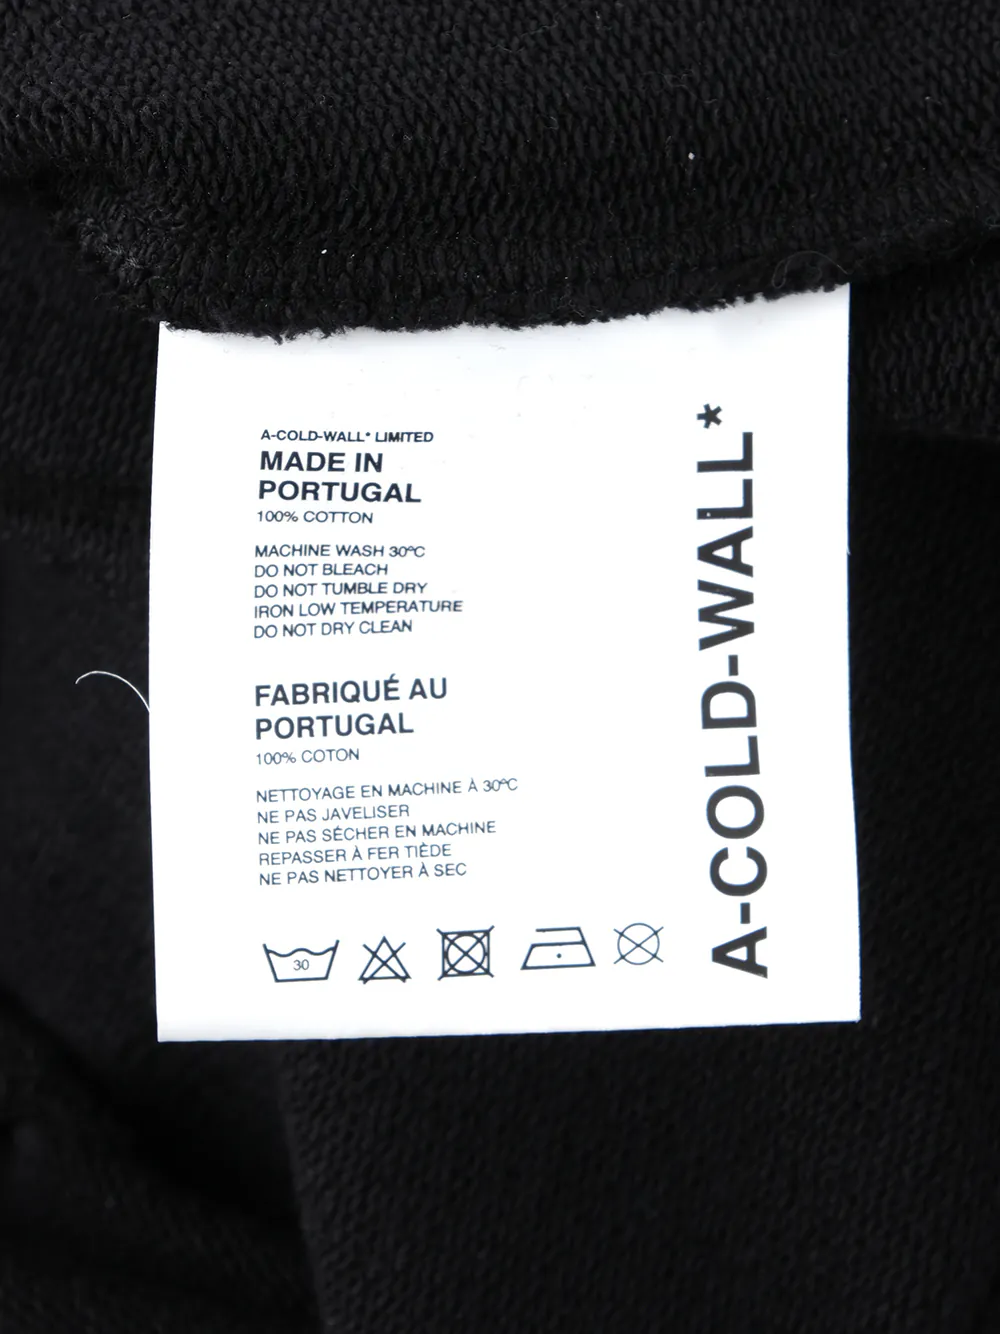 A-COLD-WALL* LIMITED
MADE IN
PORTUGAL
100% COTTON
MACHINE WASH 30ºC
DO NOT BLEACH
DO NOT TUMBLE DRY
IRON LOW TEMPERATURE
DO NOT DRY CLEAN
FABRIQUÉ AU
PORTUGAL
100% COTON
NETTOYAGE EN MACHINE À 30ºC
NE PAS JAVELISER
NE PAS SÉCHER EN MACHINE
REPASSER À FER TIÈDE
NE PAS NETTOYER À SEC
30
A-COLD-WALL*